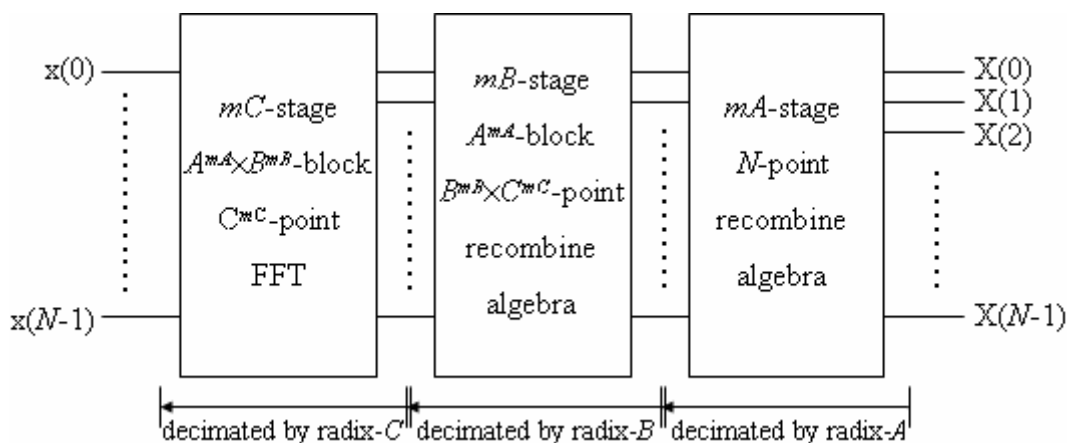 x(0)
x(N-1)
mC-stage
A^mA×B^mB-block
C^mC-point
FFT
mB-stage
A^mA-block
B^mB×C^mC-point
recombine
algebra
mA-stage
N-point
recombine
algebra
X(0)
X(1)
X(2)
X(N-1)
decimated by radix-C
decimated by radix-B
decimated by radix-A